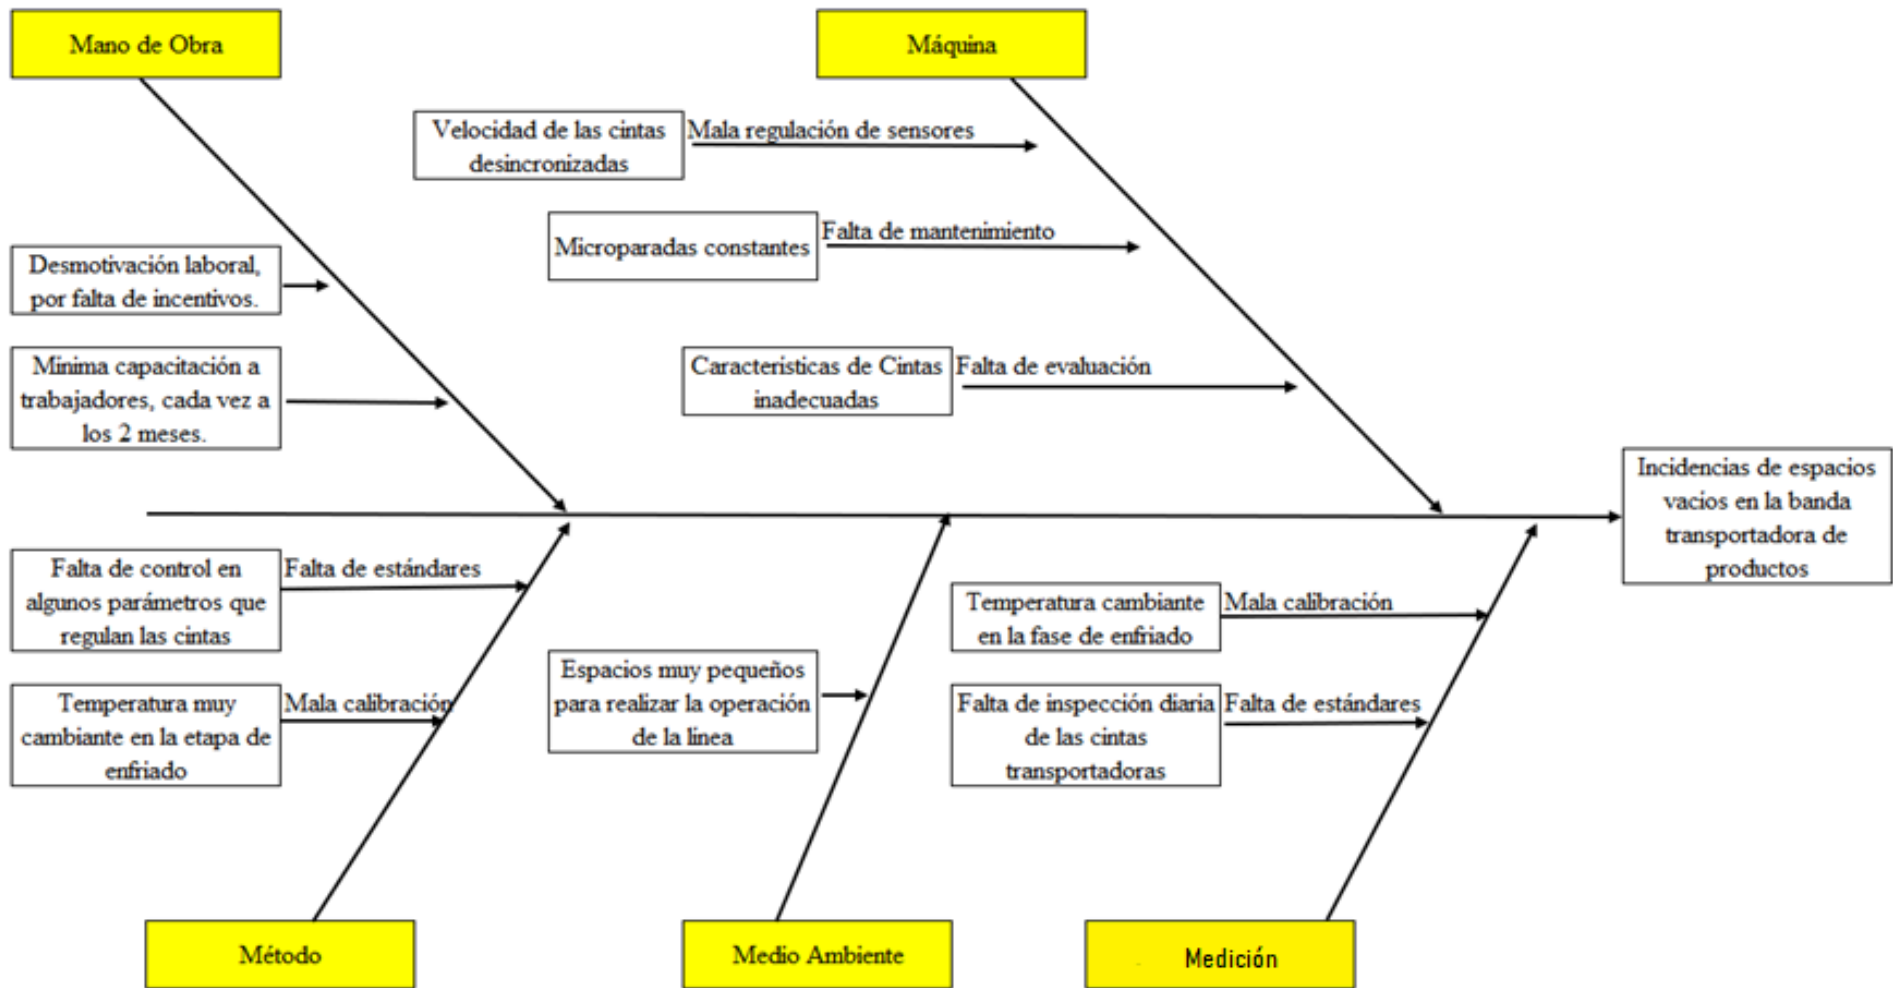 Mano de Obra
Máquina
Velocidad de las cintas
desincronizadas
Mala regulación de sensores
Microparadas constantes
Falta de mantenimiento
Desmotivación laboral,
por falta de incentivos.
Mínima capacitación a
trabajadores, cada vez a
los 2 meses.
Características de Cintas
inadecuadas
Falta de evaluación
Incidencias de espacios
vacíos en la banda
transportadora de
productos
Falta de control en
algunos parámetros que
regulan las cintas
Falta de estándares
Temperatura muy
cambiante en la etapa de
enfriado
Mala calibración
Espacios muy pequeños
para realizar la operación
de la línea
Temperatura cambiante
en la fase de enfriado
Mala calibración
Falta de inspección diaria
de las cintas
transportadoras
Falta de estándares
Método
Medio Ambiente
Medición